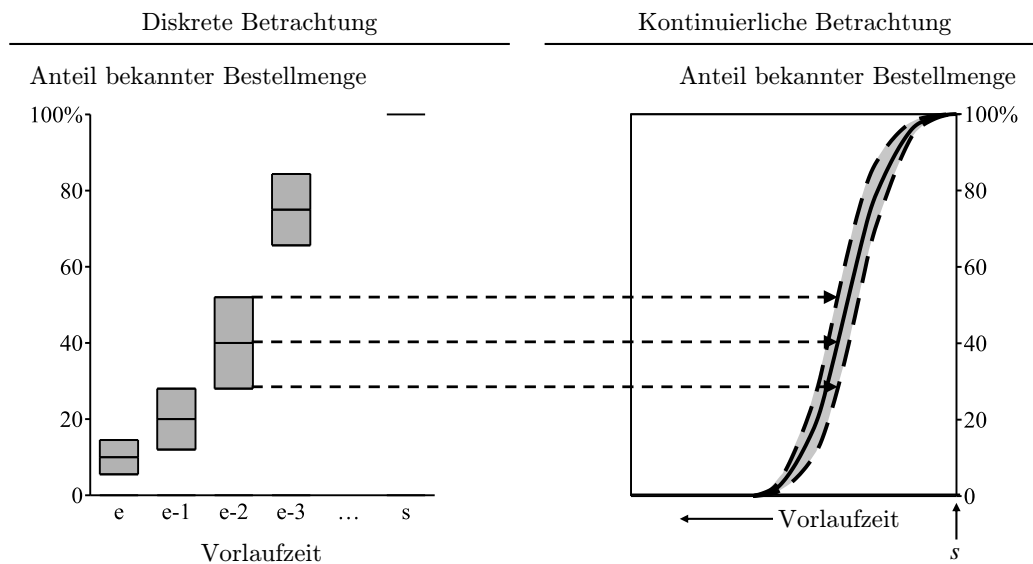 Diskrete Betrachtung
Anteil bekannter Bestellmenge
100%
80
60
40
20
0
e e-1 e-2 e-3 … s
Vorlaufzeit
Kontinuierliche Betrachtung
Anteil bekannter Bestellmenge
100%
80
60
40
20
0
Vorlaufzeit
s